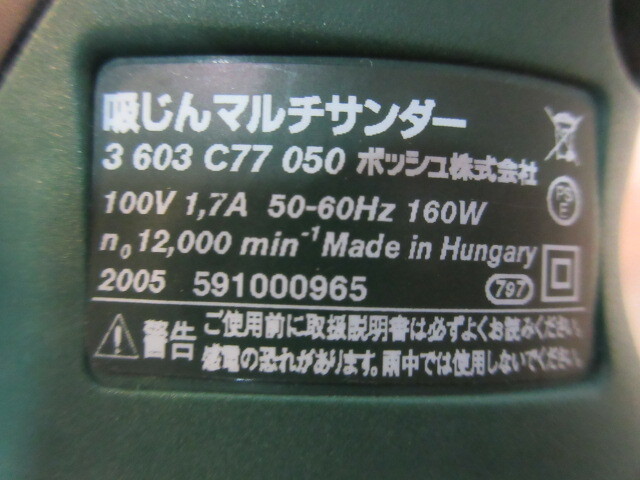 吸じんマルチサンダー
3 603 C77 050 ボッシュ株式会社
100V 1,7A 50-60Hz 160W
n₀ 12,000 min⁻¹ Made in Hungary
2005 591000965 797
警告 ご使用前に取扱説明書は必ずよくお読みください。
感電の恐れがあります。雨中では使用しないでください。